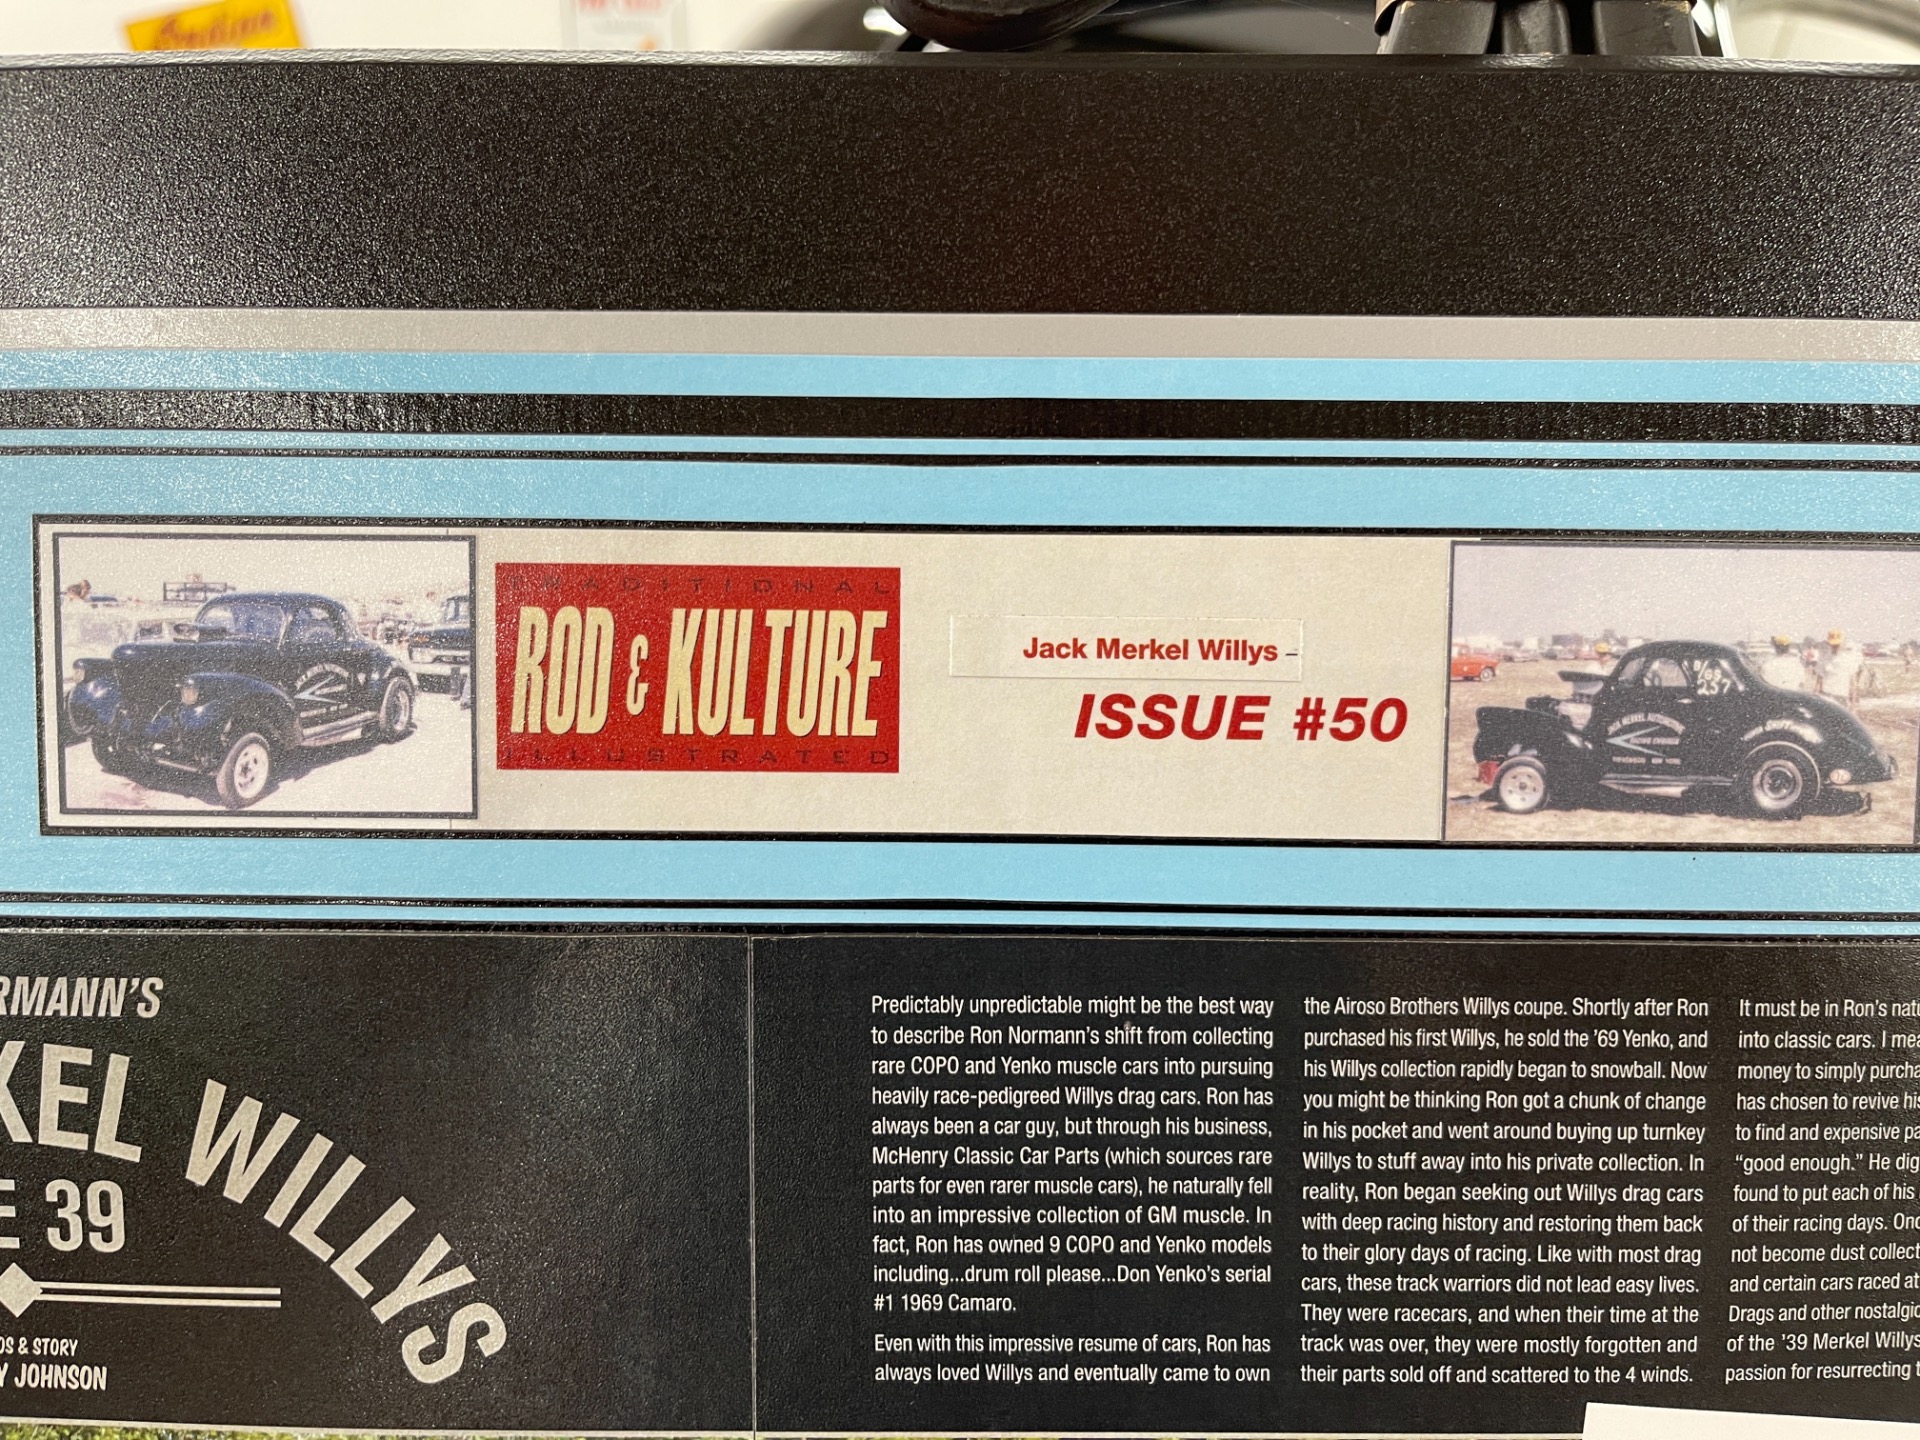 Indian
TRADITIONAL
ROD & KULTURE
ILLUSTRATED
Jack Merkel Willys –
ISSUE #50
257
RMANN'S
KEL WILLYS
E 39
OS & STORY
Y JOHNSON
Predictably unpredictable might be the best way
to describe Ron Normann's shift from collecting
rare COPO and Yenko muscle cars into pursuing
heavily race-pedigreed Willys drag cars. Ron has
always been a car guy, but through his business,
McHenry Classic Car Parts (which sources rare
parts for even rarer muscle cars), he naturally fell
into an impressive collection of GM muscle. In
fact, Ron has owned 9 COPO and Yenko models
including...drum roll please...Don Yenko's serial
#1 1969 Camaro.
Even with this impressive resume of cars, Ron has
always loved Willys and eventually came to own
the Airoso Brothers Willys coupe. Shortly after Ron
purchased his first Willys, he sold the '69 Yenko, and
his Willys collection rapidly began to snowball. Now
you might be thinking Ron got a chunk of change
in his pocket and went around buying up turnkey
Willys to stuff away into his private collection. In
reality, Ron began seeking out Willys drag cars
with deep racing history and restoring them back
to their glory days of racing. Like with most drag
cars, these track warriors did not lead easy lives.
They were racecars, and when their time at the
track was over, they were mostly forgotten and
their parts sold off and scattered to the 4 winds.
It must be in Ron's natu
into classic cars. I mea
money to simply purcha
has chosen to revive his
to find and expensive pa
"good enough." He dig
found to put each of his
of their racing days. Onc
not become dust collect
and certain cars raced at
Drags and other nostalgic
of the '39 Merkel Willys
passion for resurrecting t